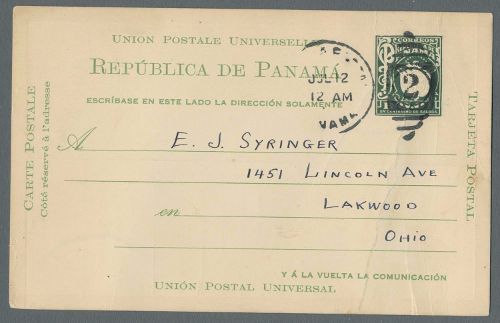 UNION POSTALE UNIVERSELLE
REPÚBLICA DE PANAMÁ
ESCRÍBASE EN ESTE LADO LA DIRECCIÓN SOLAMENTE
CORREOS
2
JUL 12
12 AM
CARTE POSTALE
Côté réservé à l'adresse
TARJETA POSTAL
A E. J. SYRINGER
1451 LINCOLN AVE
en LAKWOOD
OHIO
Y Á LA VUELTA LA COMUNICACIÓN
UNIÓN POSTAL UNIVERSAL